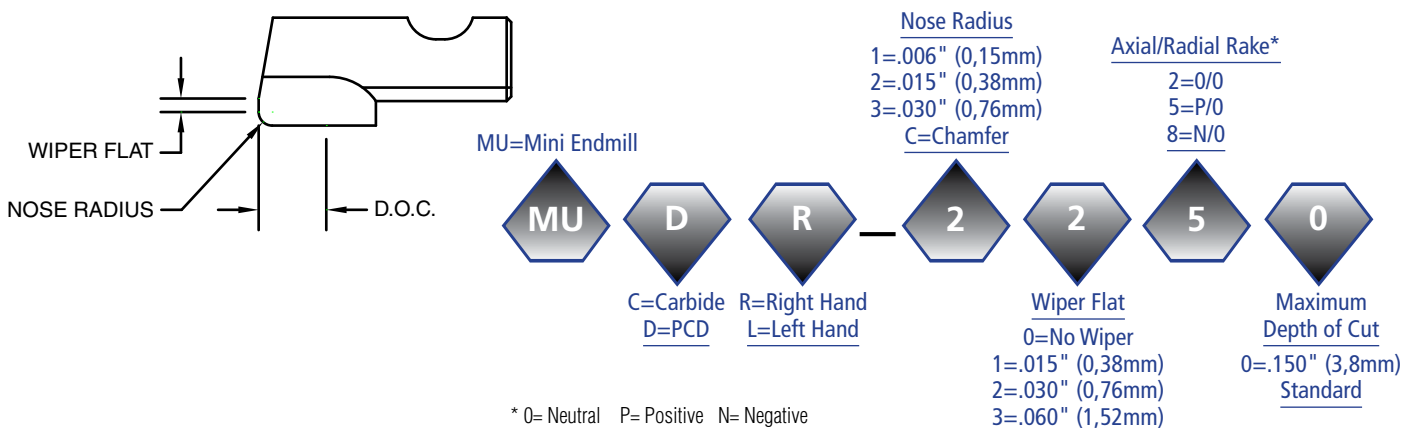 WIPER FLAT
NOSE RADIUS
D.O.C.
MU=Mini Endmill
Nose Radius
1=.006" (0,15mm)
2=.015" (0,38mm)
3=.030" (0,76mm)
C=Chamfer
Axial/Radial Rake*
2=0/0
5=P/0
8=N/0
MU D R _ 2 2 5 0
C=Carbide
D=PCD
R=Right Hand
L=Left Hand
Wiper Flat
0=No Wiper
1=.015" (0,38mm)
2=.030" (0,76mm)
3=.060" (1,52mm)
Maximum
Depth of Cut
0=.150" (3,8mm)
Standard
* 0= Neutral P= Positive N= Negative